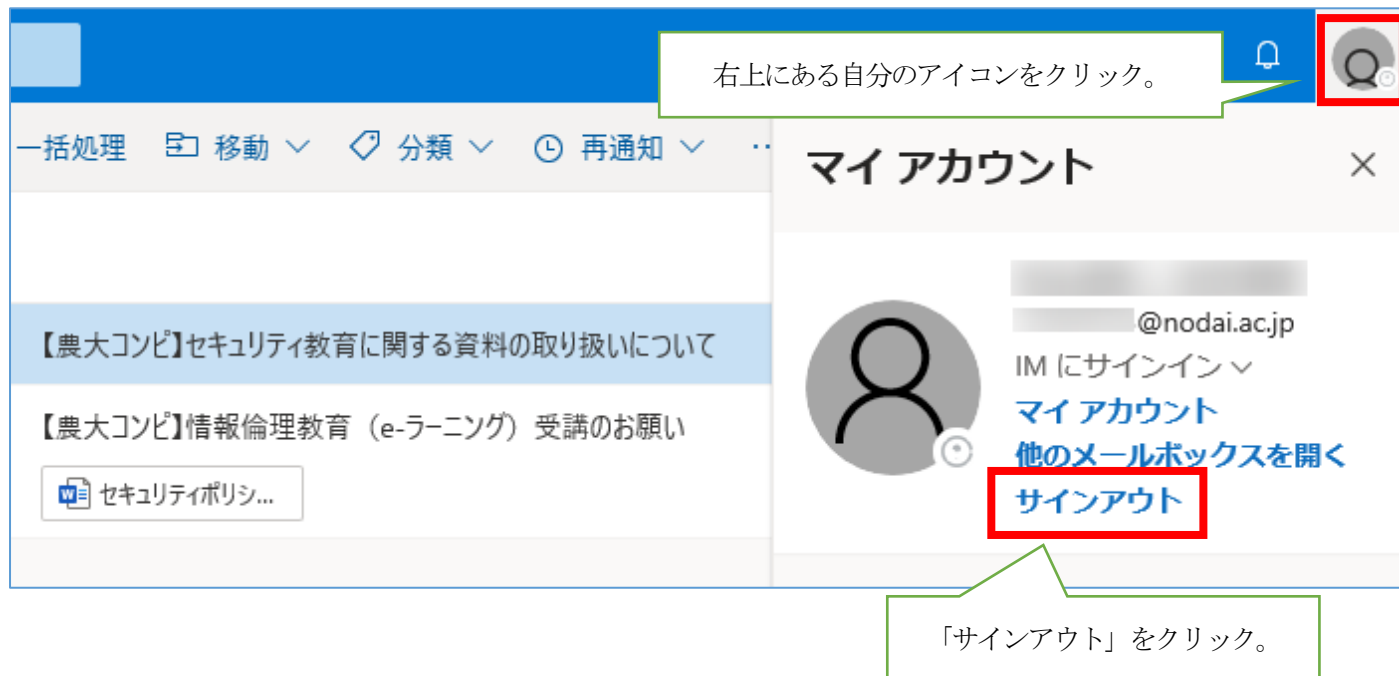 右上にある自分のアイコンをクリック。
一括処理 移動 分類 再通知 ··
マイ アカウント
@nodai.ac.jp
IM にサインイン
マイ アカウント
他のメールボックスを開く
サインアウト
【農大コンピ】セキュリティ教育に関する資料の取り扱いについて
【農大コンピ】情報倫理教育（e-ラーニング）受講のお願い
セキュリティポリシ...
「サインアウト」をクリック。